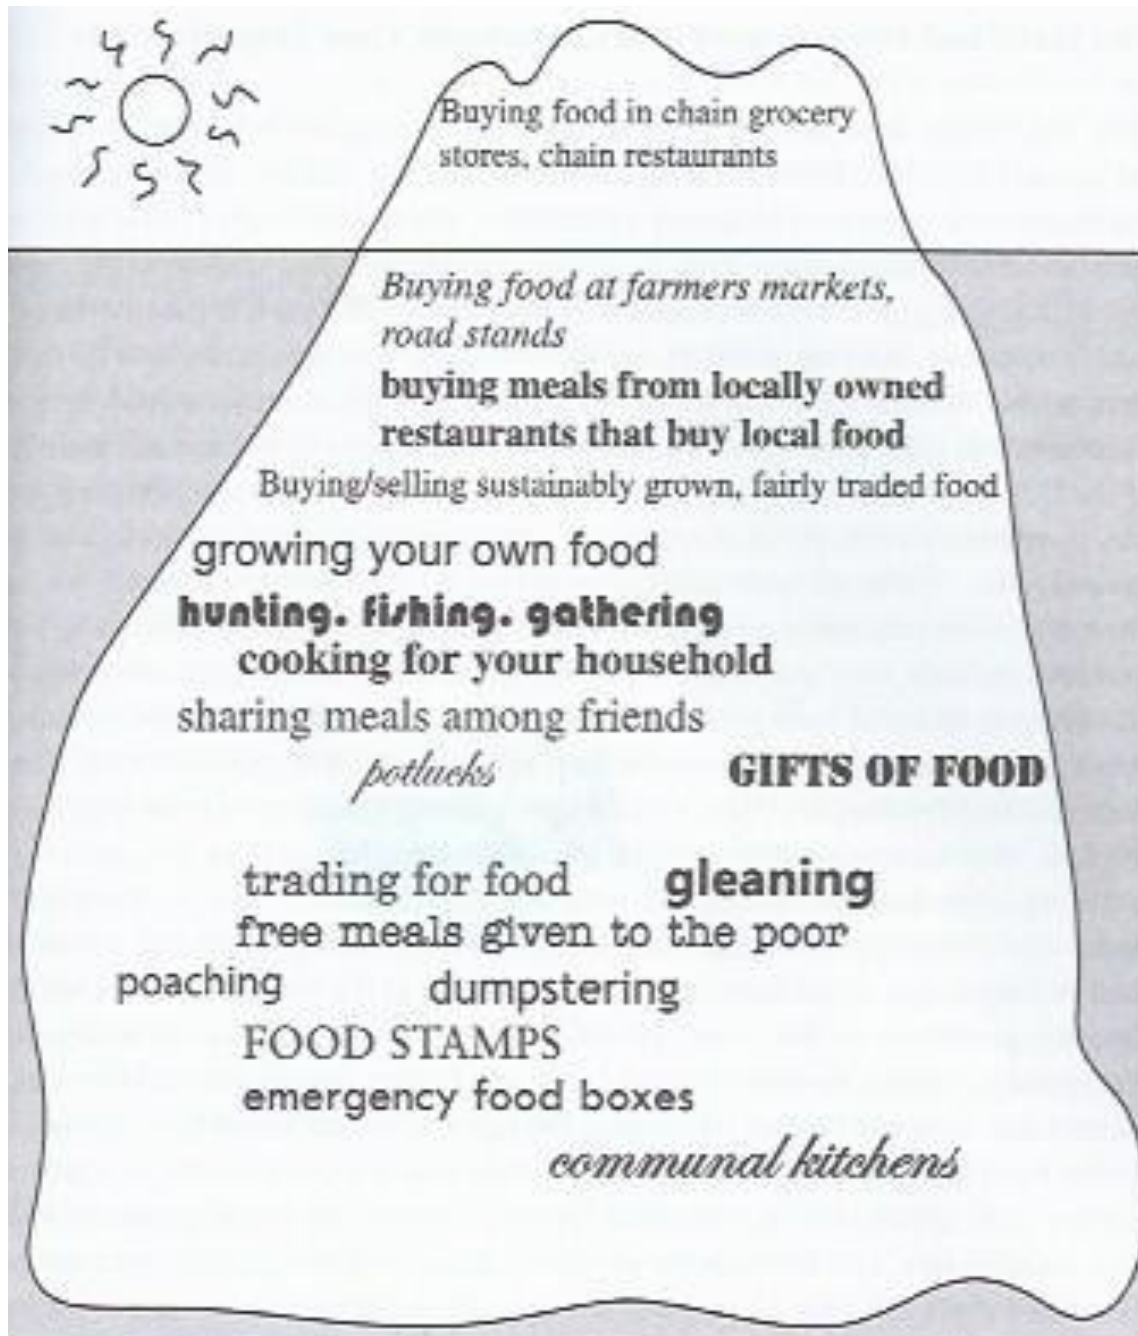 Buying food in chain grocery
stores, chain restaurants
Buying food at farmers markets,
road stands
buying meals from locally owned
restaurants that buy local food
Buying/selling sustainably grown, fairly traded food
growing your own food
hunting. fishing. gathering
cooking for your household
sharing meals among friends
potlucks GIFTS OF FOOD
trading for food gleaning
free meals given to the poor
poaching dumpstering
FOOD STAMPS
emergency food boxes
communal kitchens